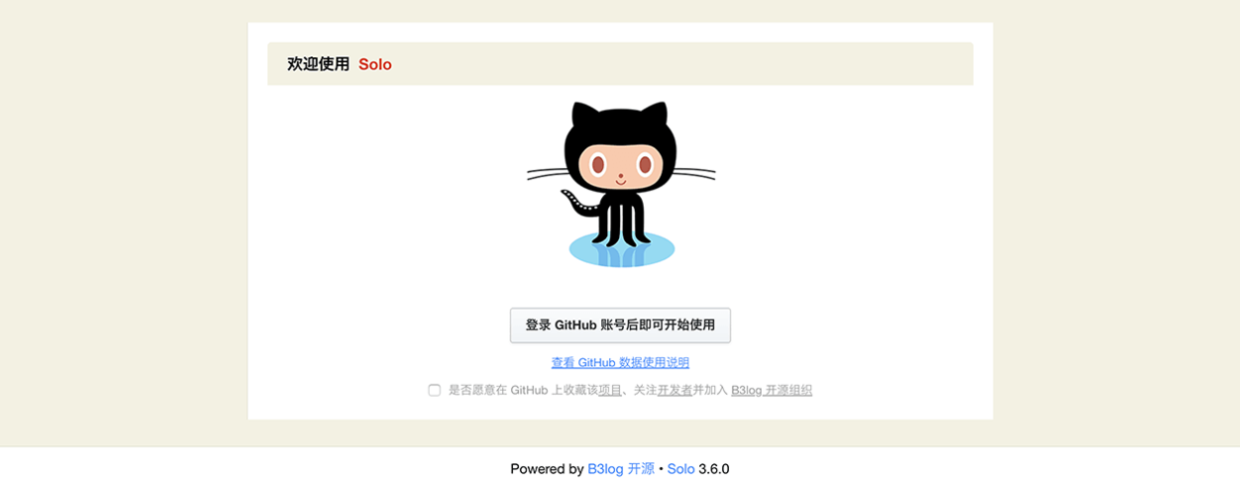 欢迎使用 Solo
登录 GitHub 账号后即可开始使用
查看 GitHub 数据使用说明
是否愿意在 GitHub 上收藏该项目、关注开发者并加入 B3log 开源组织
Powered by B3log 开源 • Solo 3.6.0